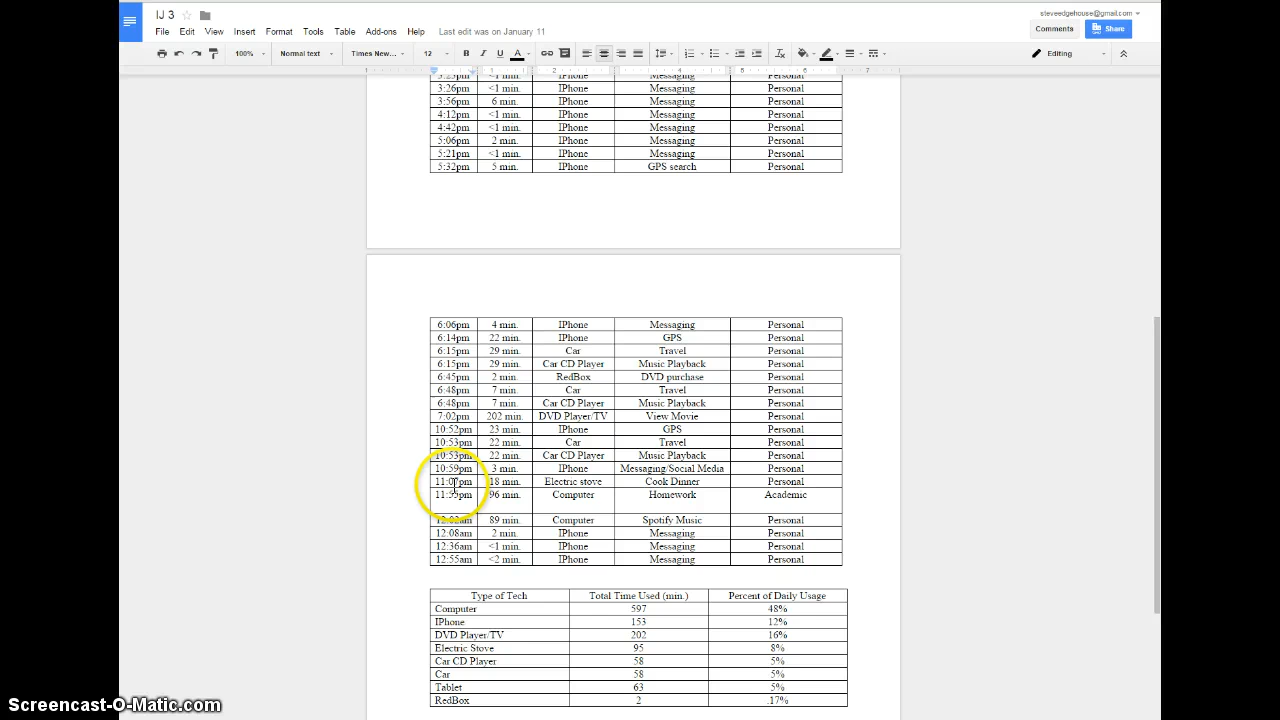 IJ 3
steveedgehouse@gmail.com
Comments
Share
File Edit View Insert Format Tools Table Add-ons Help Last edit was on January 11
100% Normal text Times New... 12 Editing
3:25pm <1 min. IPhone Messaging Personal
3:26pm <1 min. IPhone Messaging Personal
3:56pm 6 min. IPhone Messaging Personal
4:12pm <1 min. IPhone Messaging Personal
4:42pm <1 min. IPhone Messaging Personal
5:06pm 2 min. IPhone Messaging Personal
5:21pm <1 min. IPhone Messaging Personal
5:32pm 5 min. IPhone GPS search Personal
6:06pm 4 min. IPhone Messaging Personal
6:14pm 22 min. IPhone GPS Personal
6:15pm 29 min. Car Travel Personal
6:15pm 29 min. Car CD Player Music Playback Personal
6:45pm 2 min. RedBox DVD purchase Personal
6:48pm 7 min. Car Travel Personal
6:48pm 7 min. Car CD Player Music Playback Personal
7:02pm 202 min. DVD Player/TV View Movie Personal
10:52pm 23 min. IPhone GPS Personal
10:53pm 22 min. Car Travel Personal
10:53pm 22 min. Car CD Player Music Playback Personal
10:59pm 3 min. IPhone Messaging/Social Media Personal
18 min. Electric stove Cook Dinner Personal
96 min. Computer Homework Academic
12:02am 89 min. Computer Spotify Music Personal
12:08am 2 min. IPhone Messaging Personal
12:36am <1 min. IPhone Messaging Personal
12:55am <2 min. IPhone Messaging Personal
Type of Tech Total Time Used (min.) Percent of Daily Usage
Computer 597 48%
IPhone 153 12%
DVD Player/TV 202 16%
Electric Stove 95 8%
Car CD Player 58 5%
Car 58 5%
Tablet 63 5%
RedBox 2 .17%
Screencast-O-Matic.com